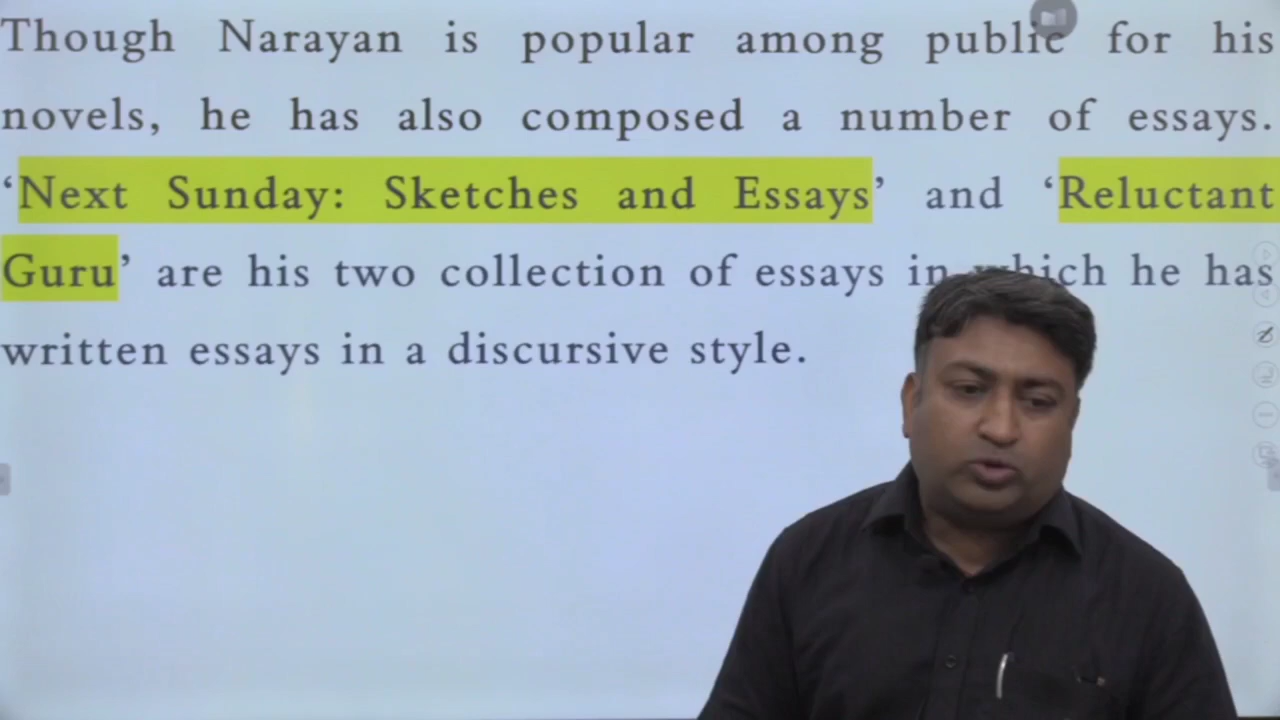 Though Narayan is popular among public for his
novels, he has also composed a number of essays.
‘Next Sunday: Sketches and Essays’ and ‘Reluctant
Guru’ are his two collection of essays in which he has
written essays in a discursive style.